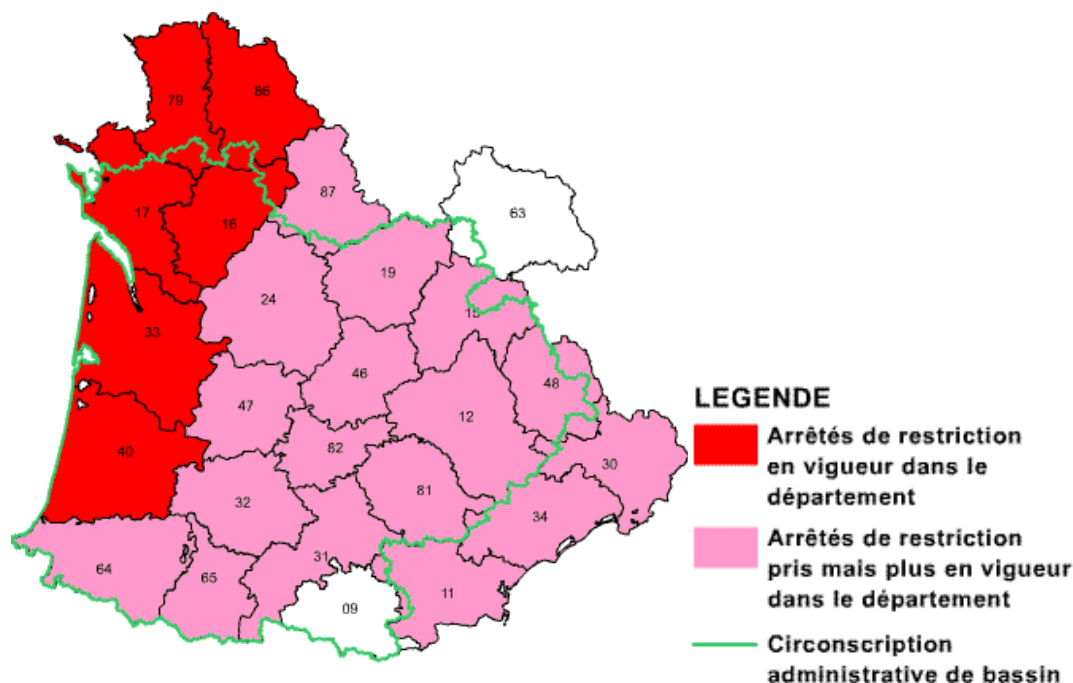 79
86
87
63
17
16
19
24
15
33
46
48
47
12
40
82
30
32
81
34
31
64
65
11
09
LEGENDE
Arrêtés de restriction
en vigueur dans le
département
Arrêtés de restriction
pris mais plus en vigueur
dans le département
Circonscription
administrative de bassin